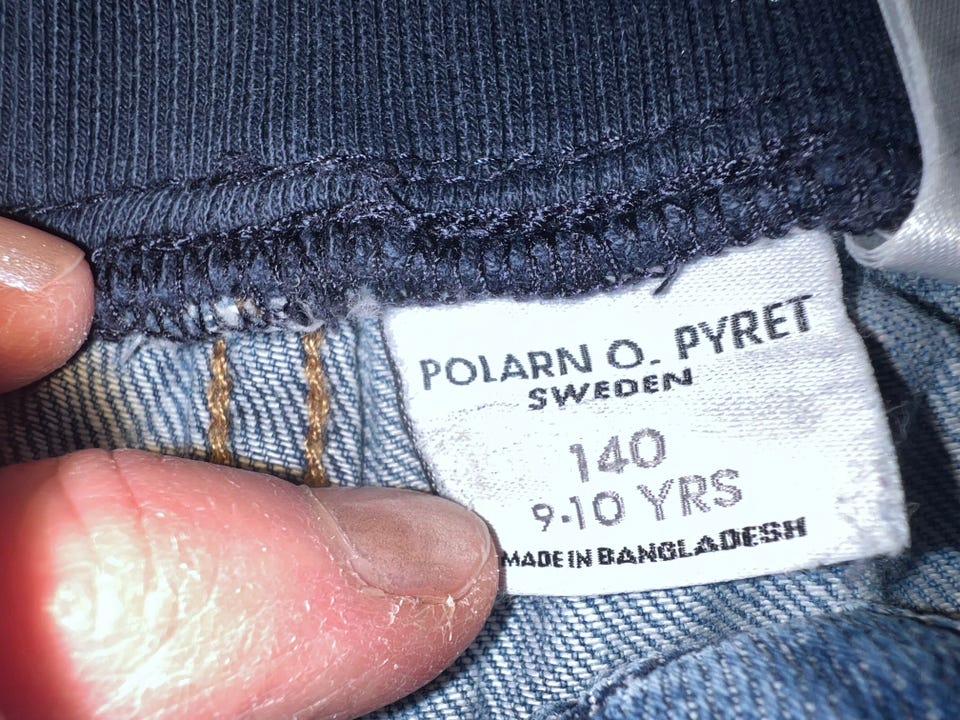 POLARN O. PYRET
SWEDEN
140
9-10 YRS
MADE IN BANGLADESH